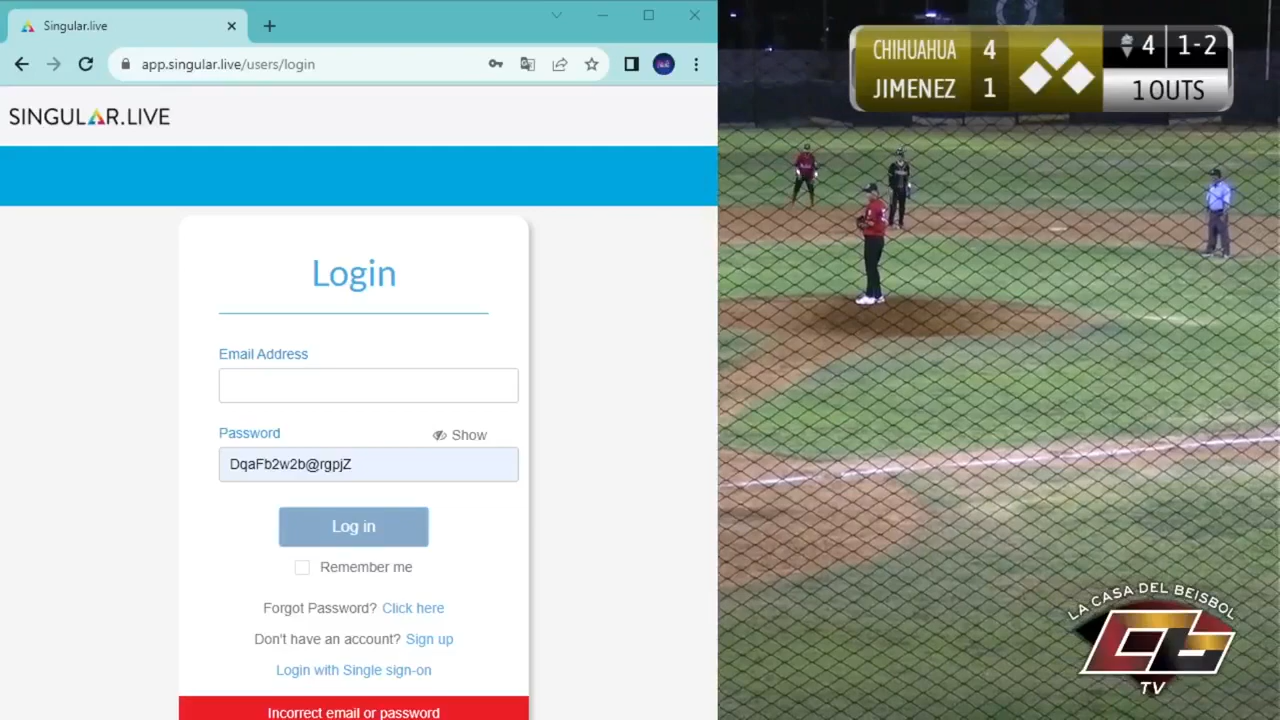 Singular.live
app.singular.live/users/login
SINGULAR.LIVE
Login
Email Address
Password
Show
DqaFb2w2b@rgpjZ
Log in
Remember me
Forgot Password? Click here
Don't have an account? Sign up
Login with Single sign-on
Incorrect email or password
CHIHUAHUA 4
JIMENEZ 1
4 1-2
1 OUTS
LA CASA DEL BEISBOL
TV